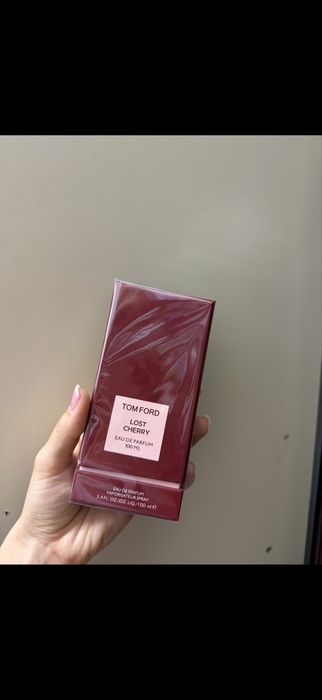 TOM FORD
LOST
CHERRY
EAU DE PARFUM
100 ML
EAU DE PARFUM
VAPORISATEUR SPRAY
3.4 FL.OZ./OZ.LIQ./100 ml ℮